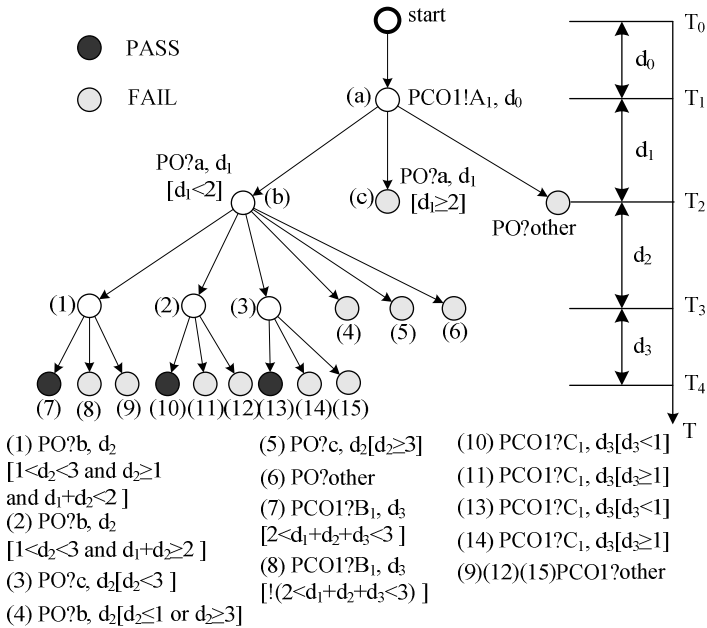 start
T₀
PASS
d₀
FAIL
(a) PCO1!A₁, d₀
T₁
d₁
PO?a, d₁
[d₁<2]
(b)
(c)
PO?a, d₁
[d₁≥2]
T₂
PO?other
d₂
(1) (2) (3)
T₃
(4) (5) (6)
d₃
T₄
(7) (8) (9) (10) (11) (12) (13) (14) (15)
T
(1) PO?b, d₂
[1<d₂<3 and d₂≥1
and d₁+d₂<2 ]
(2) PO?b, d₂
[1<d₂<3 and d₁+d₂≥2 ]
(3) PO?c, d₂[d₂<3 ]
(4) PO?b, d₂[d₂≤1 or d₂≥3]
(5) PO?c, d₂[d₂≥3]
(6) PO?other
(7) PCO1?B₁, d₃
[2<d₁+d₂+d₃<3 ]
(8) PCO1?B₁, d₃
[!(2<d₁+d₂+d₃<3) ]
(10) PCO1?C₁, d₃[d₃<1]
(11) PCO1?C₁, d₃[d₃≥1]
(13) PCO1?C₁, d₃[d₃<1]
(14) PCO1?C₁, d₃[d₃≥1]
(9)(12)(15)PCO1?other